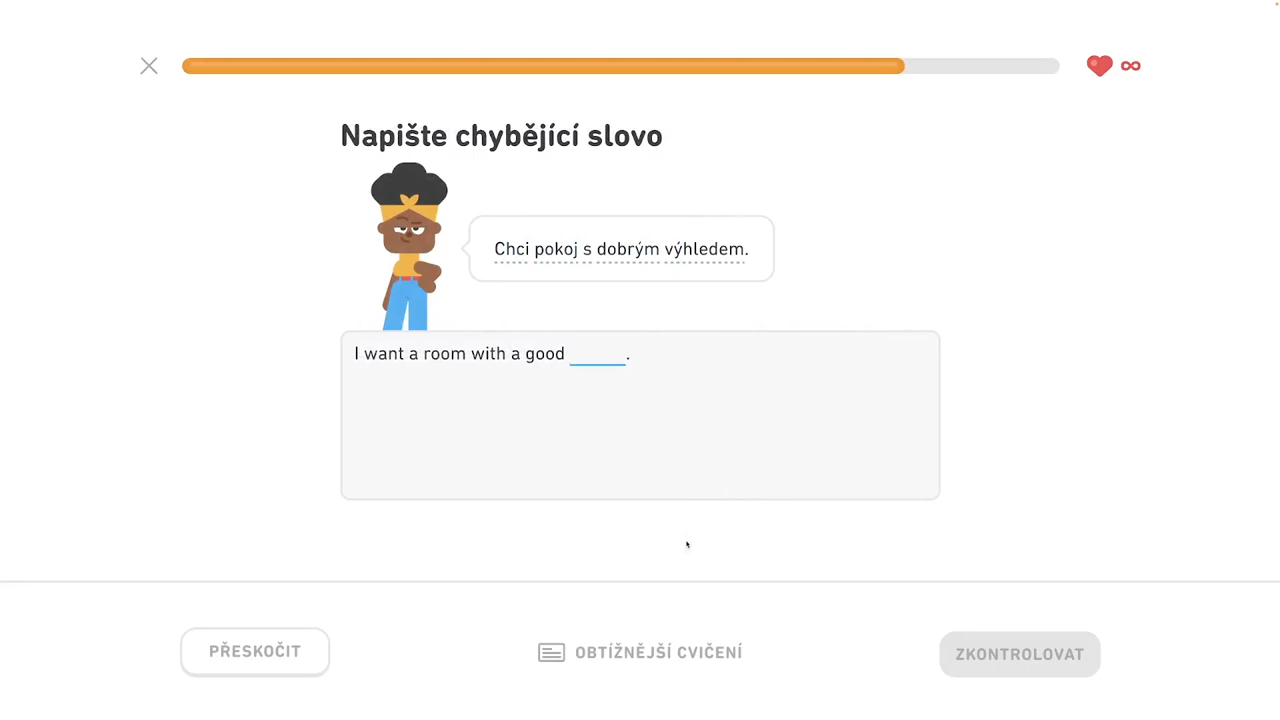 ∞
Napište chybějící slovo
Chci pokoj s dobrým výhledem.
I want a room with a good ______.
PŘESKOČIT
OBTÍŽNĚJŠÍ CVIČENÍ
ZKONTROLOVAT